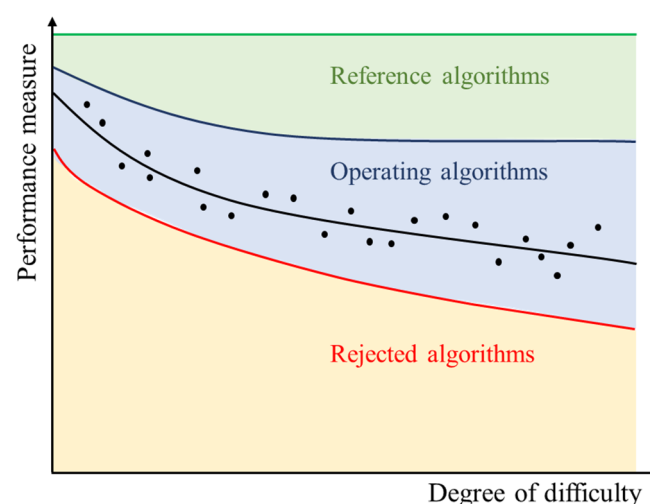 Performance measure
Reference algorithms
Operating algorithms
Rejected algorithms
Degree of difficulty